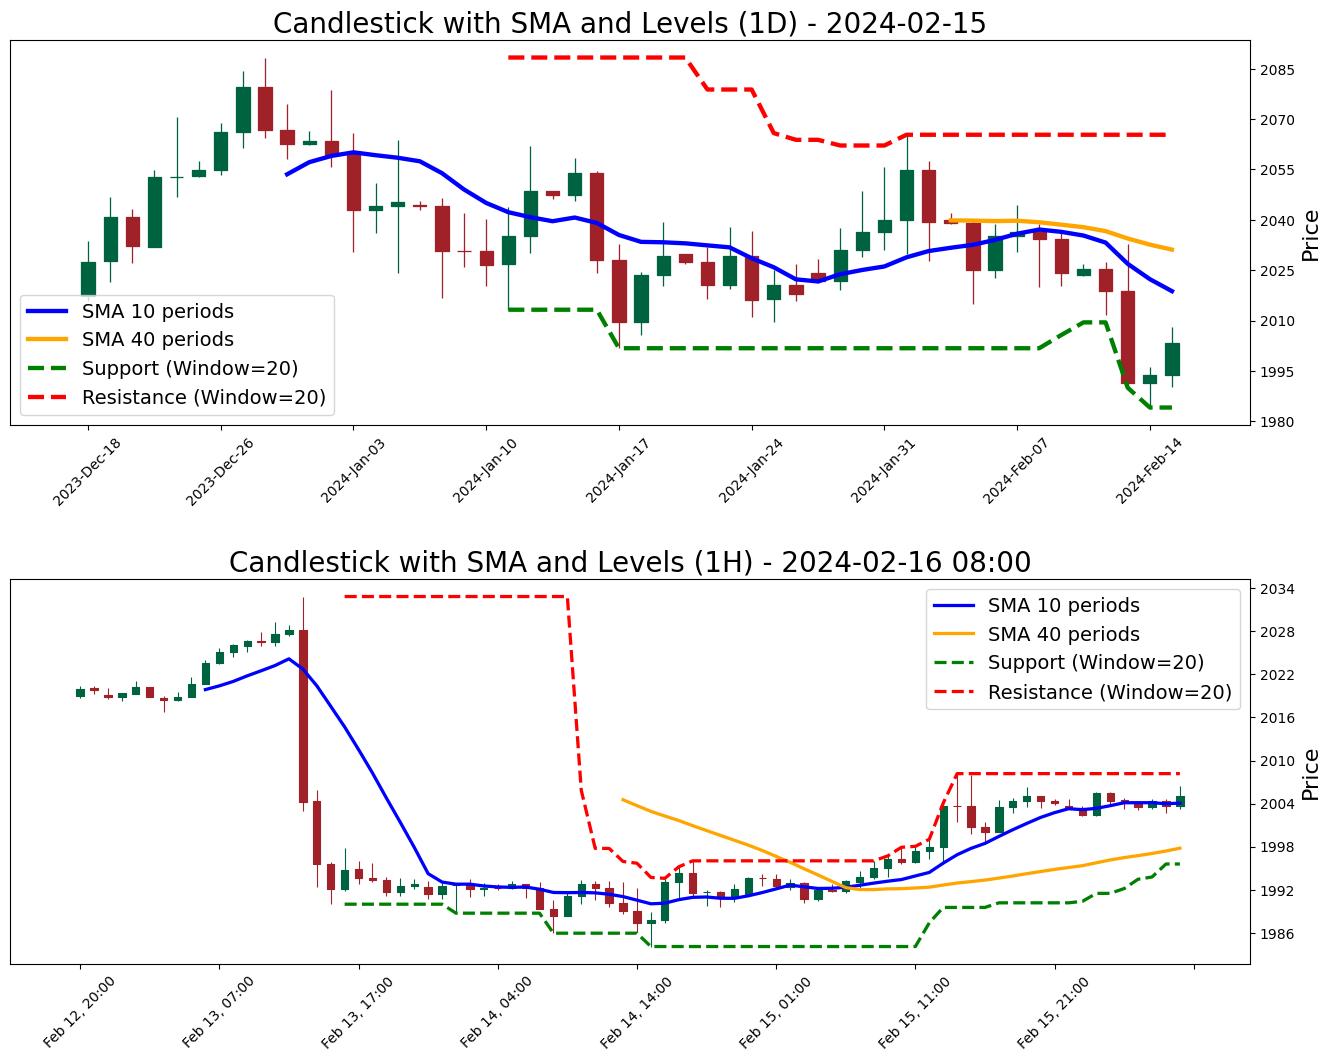 Candlestick with SMA and Levels (1D) - 2024-02-15
2085
2070
2055
2040
2025
2010
1995
1980
Price
SMA 10 periods
SMA 40 periods
Support (Window=20)
Resistance (Window=20)
2023-Dec-18
2023-Dec-26
2024-Jan-03
2024-Jan-10
2024-Jan-17
2024-Jan-24
2024-Jan-31
2024-Feb-07
2024-Feb-14
Candlestick with SMA and Levels (1H) - 2024-02-16 08:00
2034
2028
2022
2016
2010
2004
1998
1992
1986
Price
SMA 10 periods
SMA 40 periods
Support (Window=20)
Resistance (Window=20)
Feb 12, 20:00
Feb 13, 07:00
Feb 13, 17:00
Feb 14, 04:00
Feb 14, 14:00
Feb 15, 01:00
Feb 15, 11:00
Feb 15, 21:00